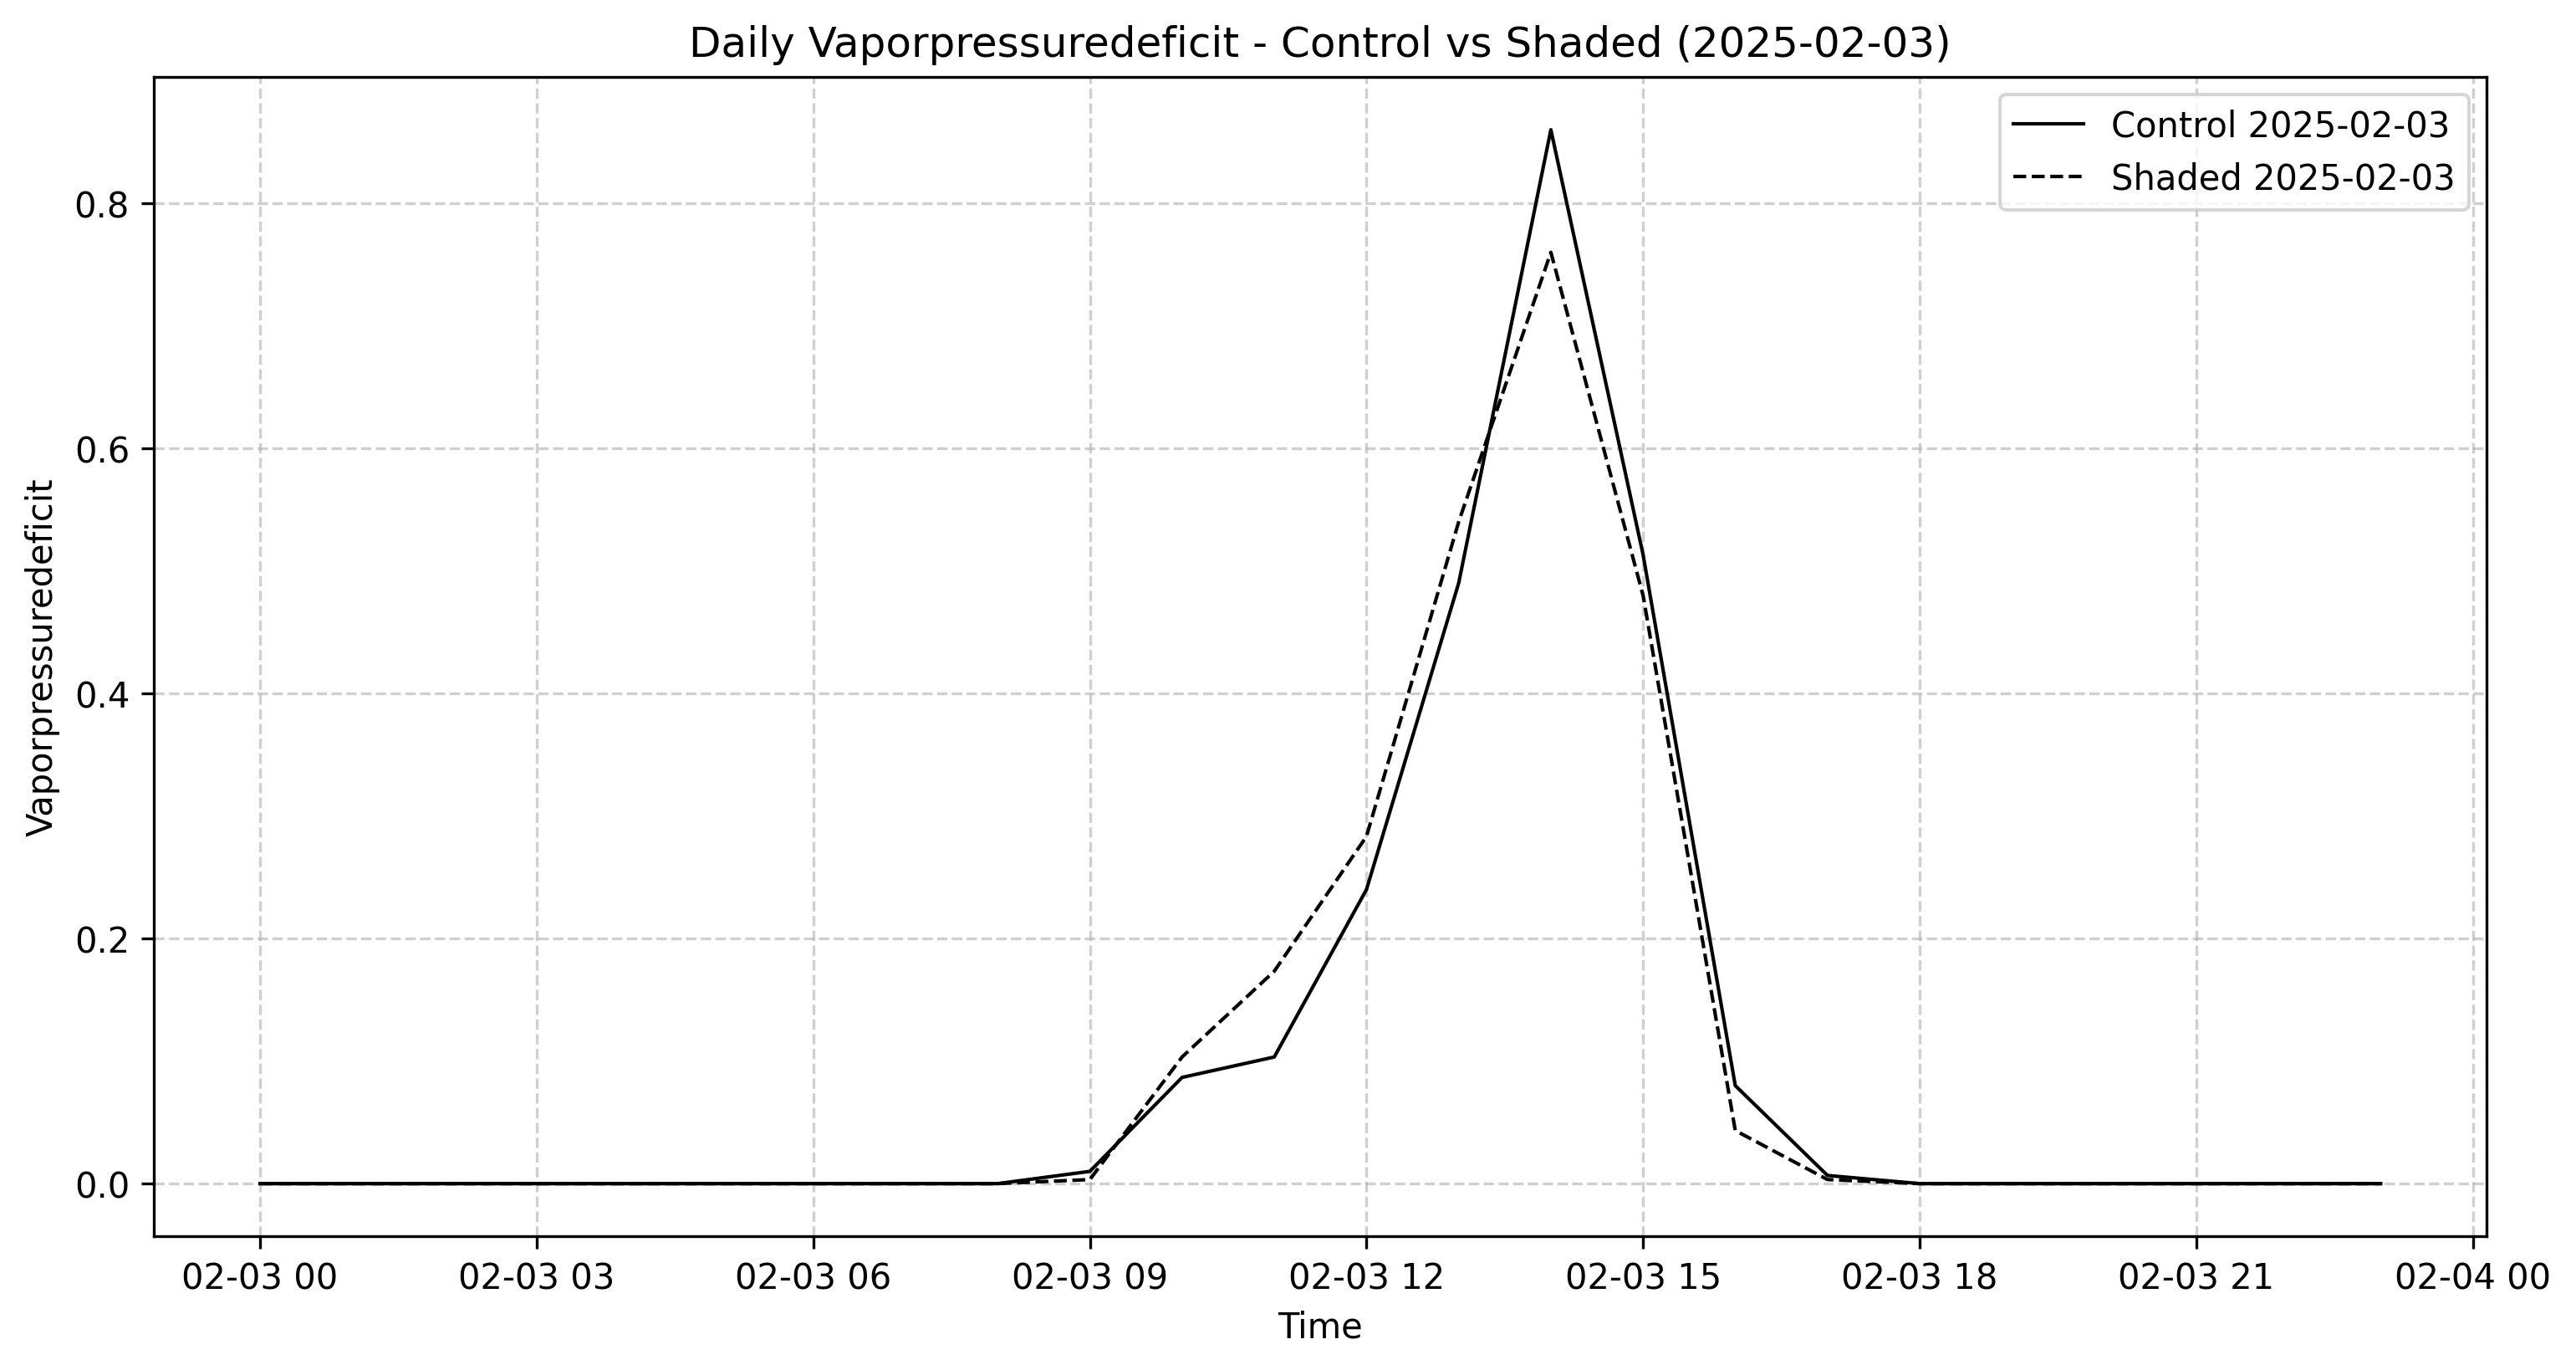 Daily Vaporpressuredeficit - Control vs Shaded (2025-02-03)
Control 2025-02-03
Shaded 2025-02-03
Vaporpressuredeficit
0.8
0.6
0.4
0.2
0.0
02-03 00 02-03 03 02-03 06 02-03 09 02-03 12 02-03 15 02-03 18 02-03 21 02-04 00
Time